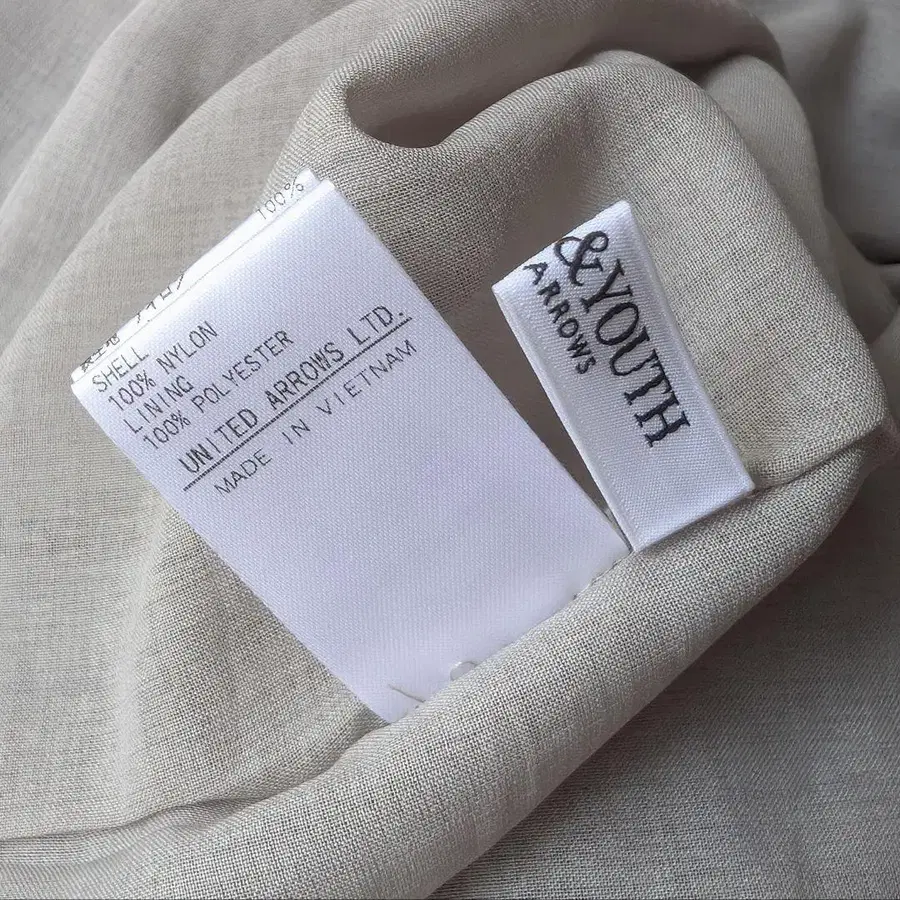 100%
SHELL
100% NYLON
LINING
100% POLYESTER
UNITED ARROWS LTD.
MADE IN VIETNAM
&YOUTH
ARROWS